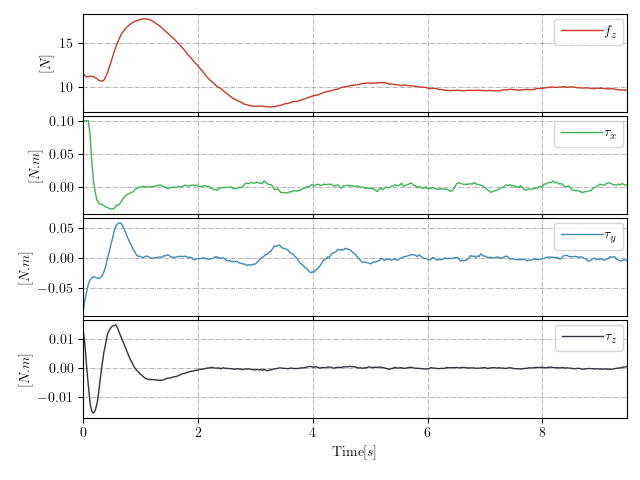 f_z
15
10
[N]
τ_x
0.10
0.05
0.00
[N.m]
τ_y
0.05
0.00
−0.05
[N.m]
τ_z
0.01
0.00
−0.01
[N.m]
0 2 4 6 8
Time[s]